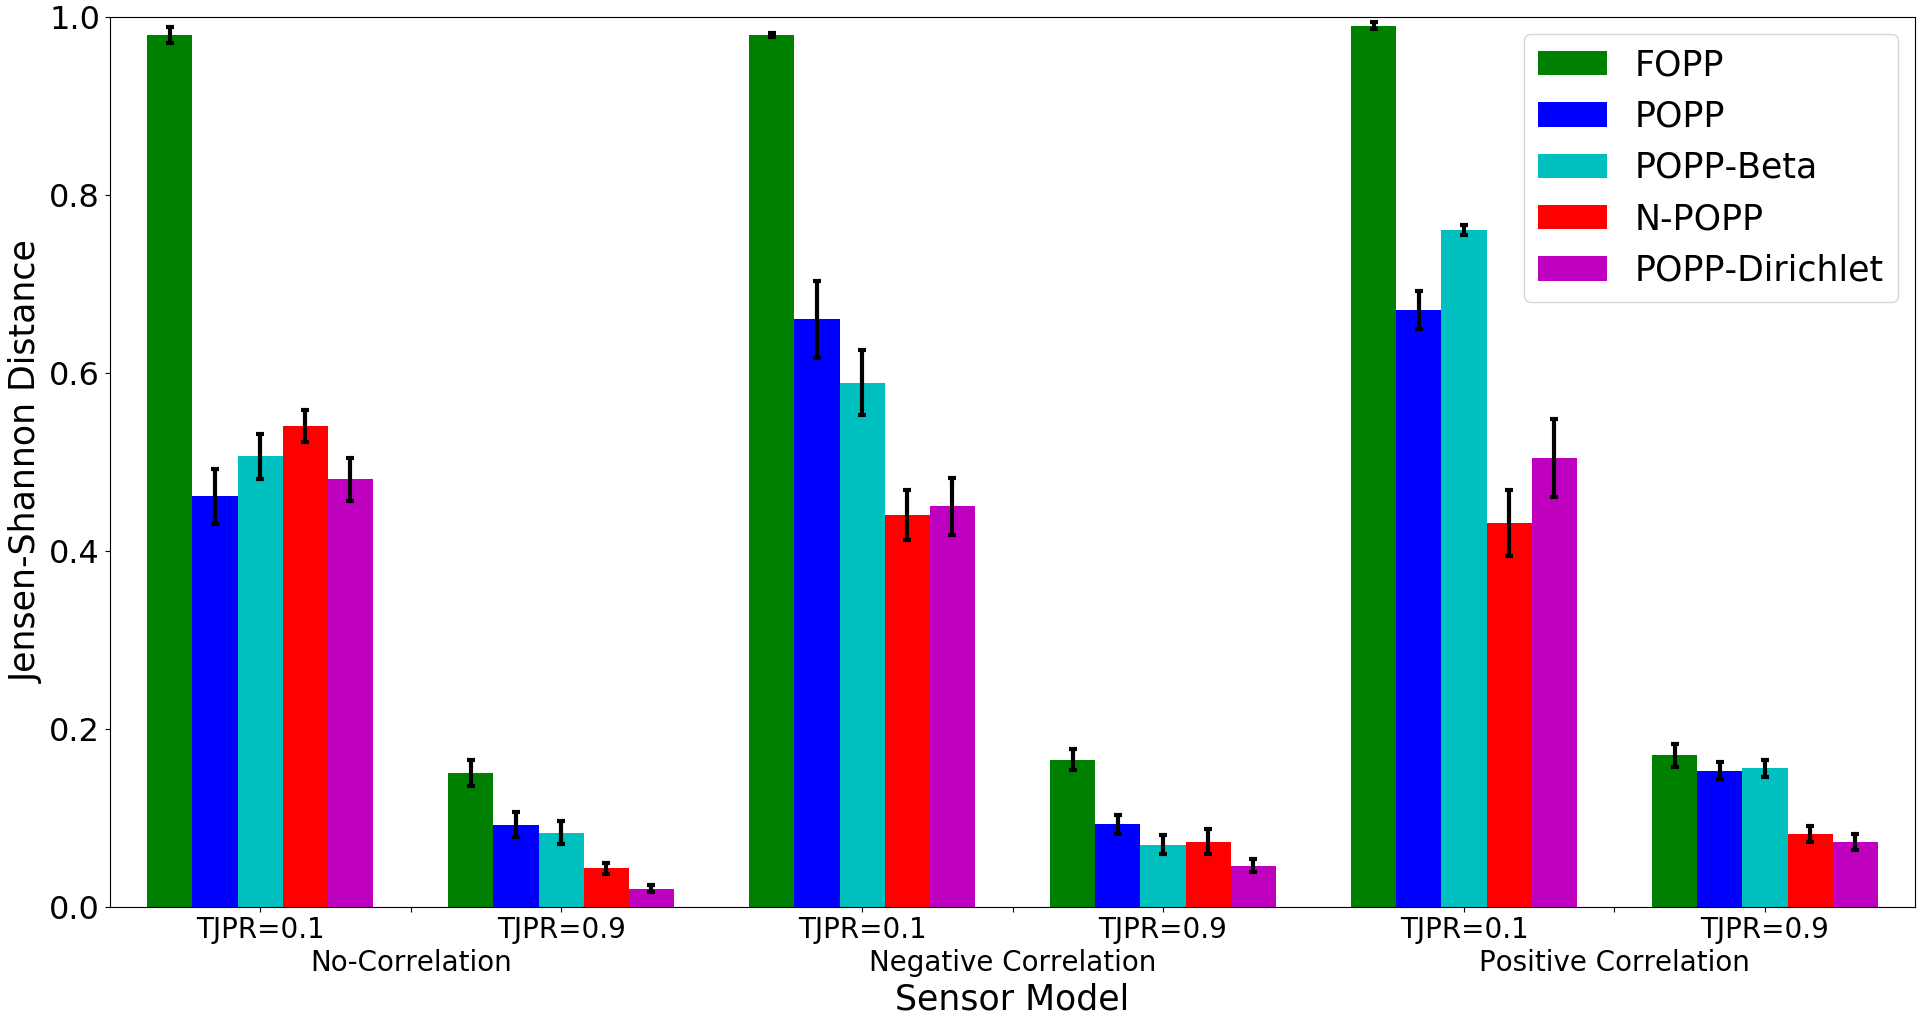 1.0
0.8
0.6
0.4
0.2
0.0
Jensen-Shannon Distance
FOPP
POPP
POPP-Beta
N-POPP
POPP-Dirichlet
TJPR=0.1 TJPR=0.9 TJPR=0.1 TJPR=0.9 TJPR=0.1 TJPR=0.9
No-Correlation Negative Correlation Positive Correlation
Sensor Model